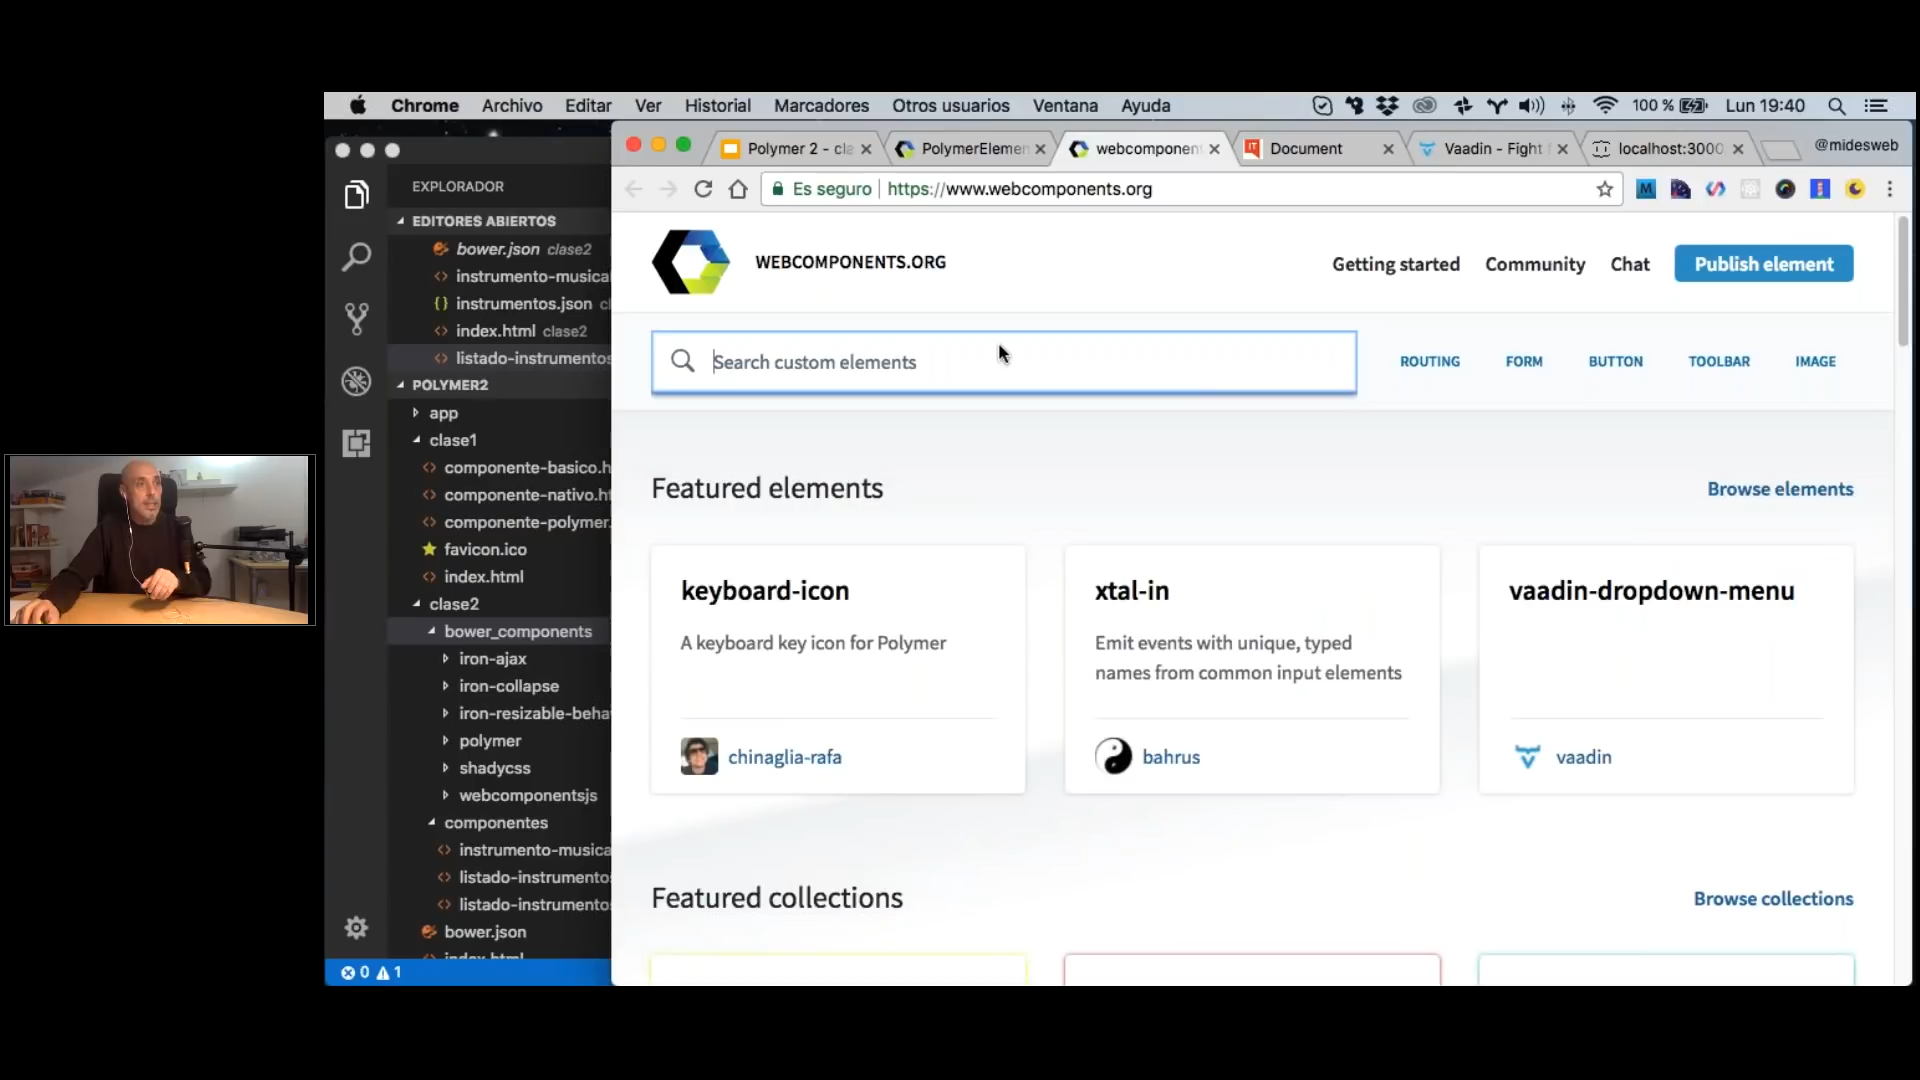 Chrome Archivo Editar Ver Historial Marcadores Otros usuarios Ventana Ayuda 100 % Lun 19:40
Polymer 2 - cla PolymerElemen webcomponen Document Vaadin - Fight localhost:3000 @midesweb
Es seguro https://www.webcomponents.org
EXPLORADOR
EDITORES ABIERTOS
bower.json clase2
instrumento-musical
instrumentos.json cl
index.html clase2
listado-instrumentos
POLYMER2
app
clase1
componente-basico.h
componente-nativo.ht
componente-polymer.
favicon.ico
index.html
clase2
bower_components
iron-ajax
iron-collapse
iron-resizable-beha
polymer
shadycss
webcomponentsjs
componentes
instrumento-musica
listado-instrumento
listado-instrumento
bower.json
index.html
0 1
WEBCOMPONENTS.ORG
Getting started Community Chat Publish element
Search custom elements
ROUTING FORM BUTTON TOOLBAR IMAGE
Featured elements
Browse elements
keyboard-icon
A keyboard key icon for Polymer
chinaglia-rafa
xtal-in
Emit events with unique, typed
names from common input elements
bahrus
vaadin-dropdown-menu
vaadin
Featured collections
Browse collections